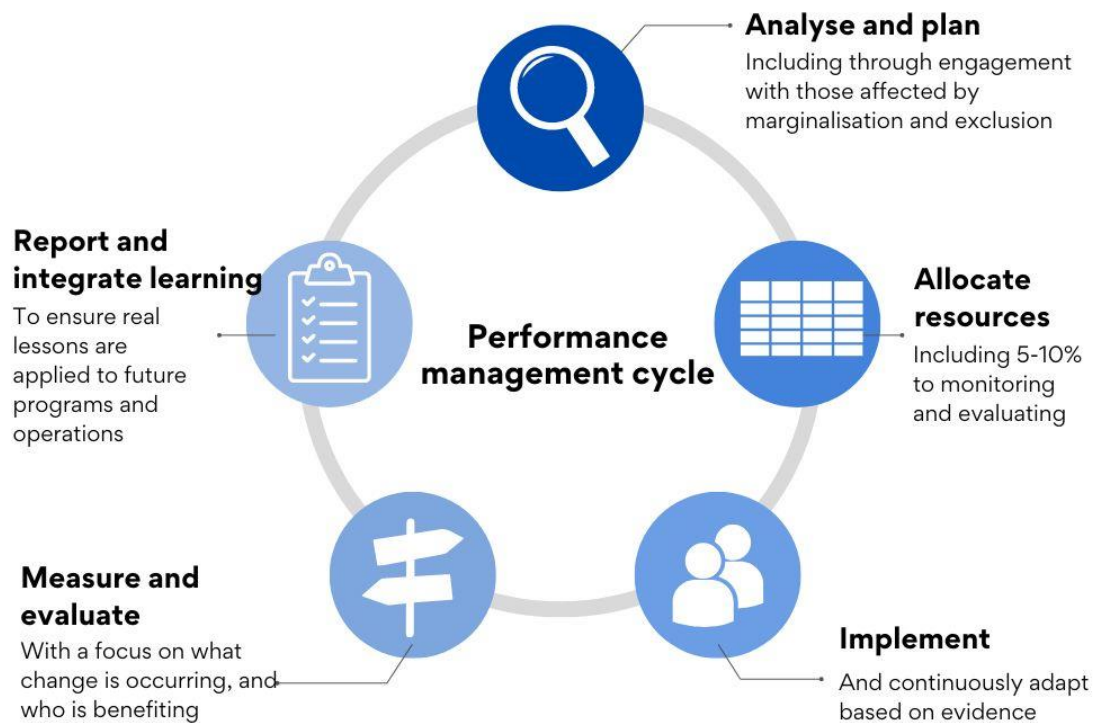 Analyse and plan
Including through engagement
with those affected by
marginalisation and exclusion
Allocate
resources
Including 5-10%
to monitoring
and evaluating
Implement
And continuously adapt
based on evidence
Measure and
evaluate
With a focus on what
change is occurring, and
who is benefiting
Report and
integrate learning
To ensure real
lessons are
applied to future
programs and
operations
Performance
management cycle